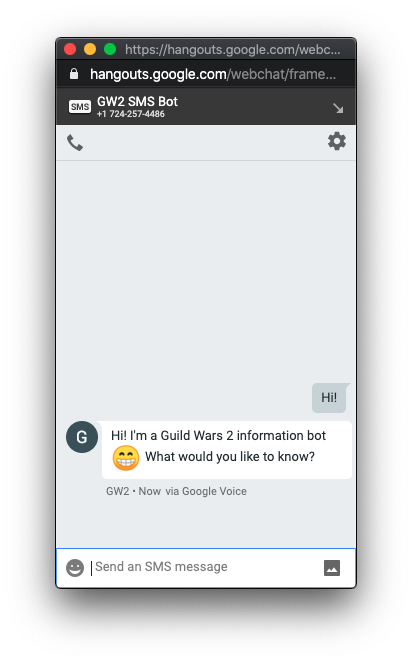 https://hangouts.google.com/webc...
hangouts.google.com/webchat/frame...
SMS
GW2 SMS Bot
+1 724-257-4486
Hi!
G
Hi! I'm a Guild Wars 2 information bot
😁 What would you like to know?
GW2 • Now via Google Voice
Send an SMS message